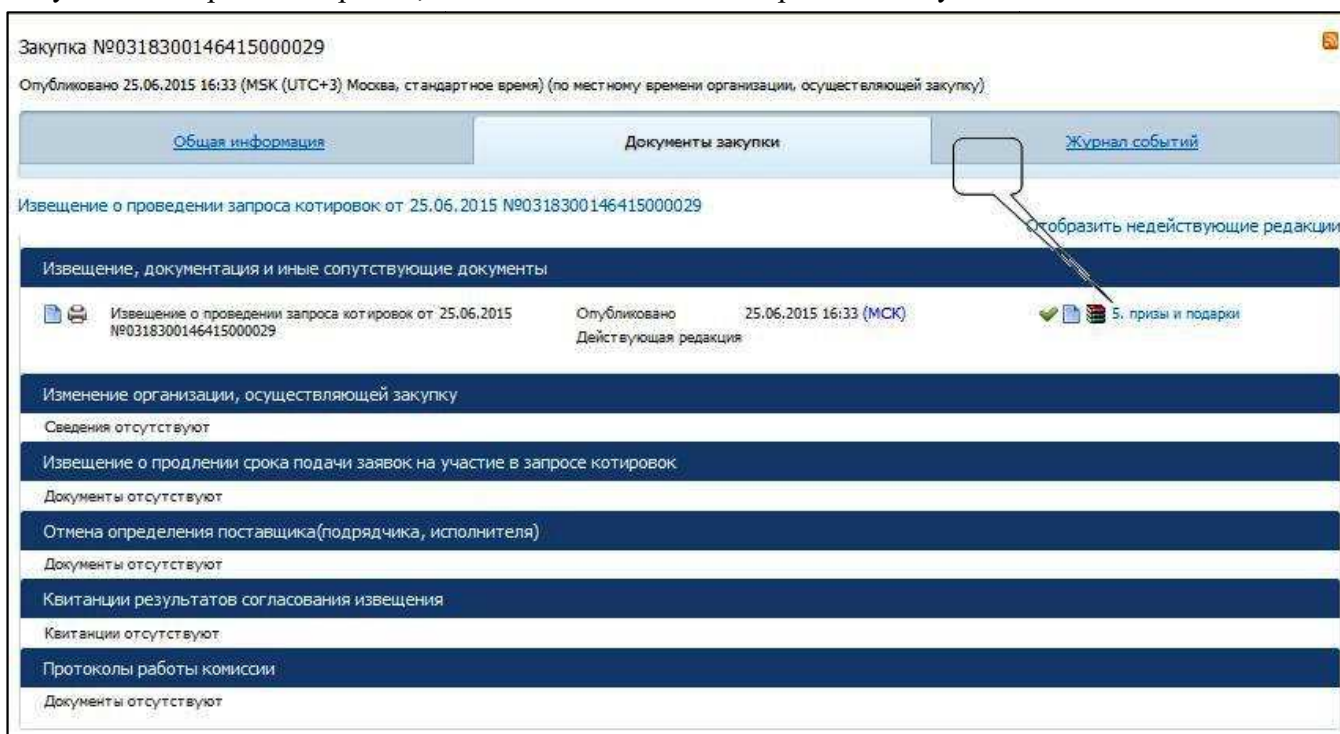 Закупка №0318300146415000029
Опубликовано 25.06.2015 16:33 (MSK (UTC+3) Москва, стандартное время) (по местному времени организации, осуществляющей закупку)
Общая информация
Документы закупки
Журнал событий
Извещение о проведении запроса котировок от 25.06.2015 №0318300146415000029
Отобразить недействующие редакции
Извещение, документация и иные сопутствующие документы
Извещение о проведении запроса котировок от 25.06.2015 Опубликовано 25.06.2015 16:33 (МСК) 5. призы и подарки
№0318300146415000029 Действующая редакция
Изменение организации, осуществляющей закупку
Сведения отсутствуют
Извещение о продлении срока подачи заявок на участие в запросе котировок
Документы отсутствуют
Отмена определения поставщика(подрядчика, исполнителя)
Документы отсутствуют
Квитанции результатов согласования извещения
Квитанции отсутствуют
Протоколы работы комиссии
Документы отсутствуют